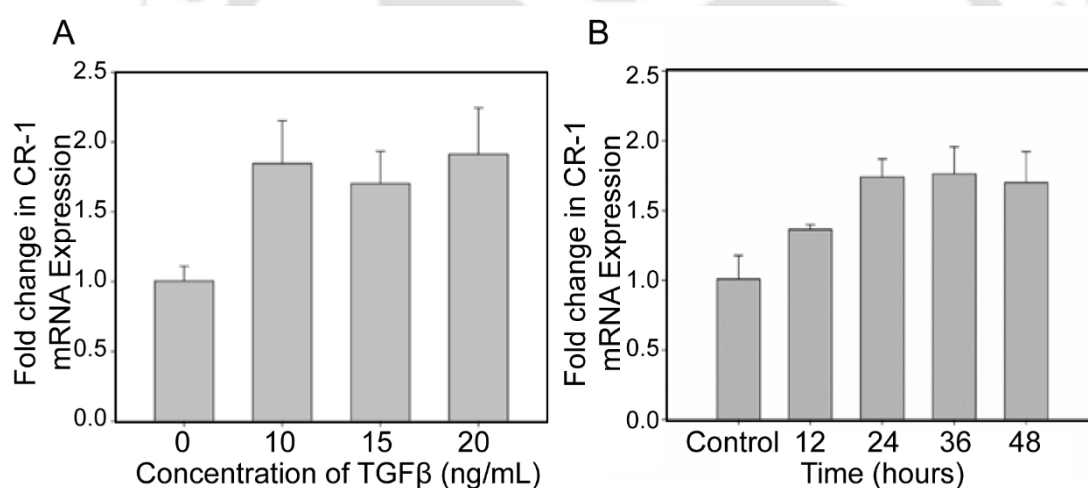 A
Fold change in CR-1
mRNA Expression
2.5
2.0
1.5
1.0
0.5
0.0
0 10 15 20
Concentration of TGFβ (ng/mL)
B
Fold change in CR-1
mRNA Expression
2.5
2.0
1.5
1.0
0.5
0.0
Control 12 24 36 48
Time (hours)